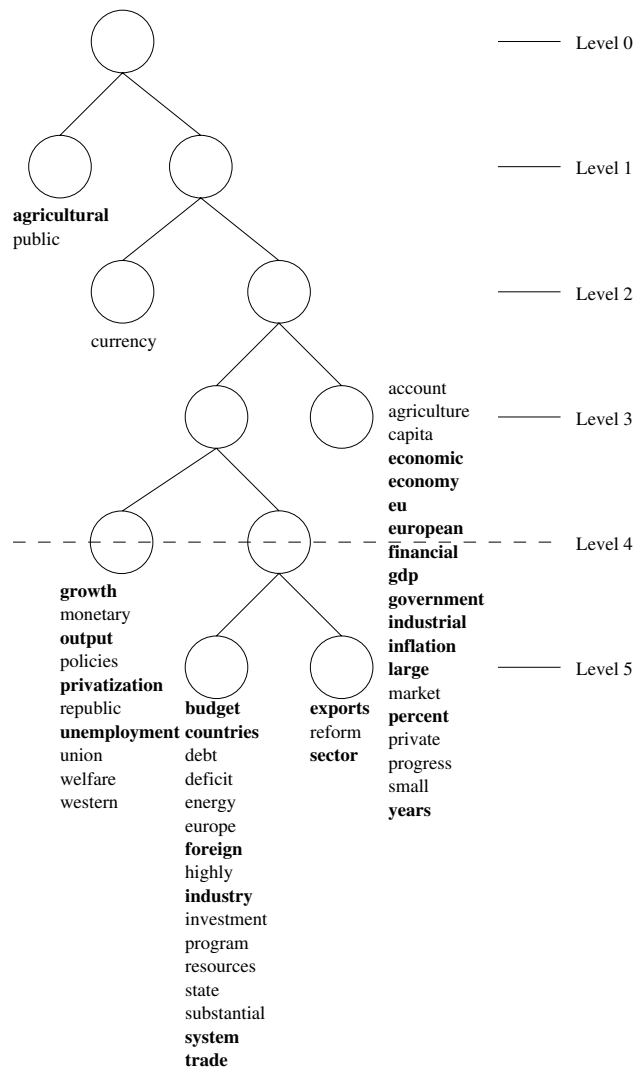 Level 0
Level 1
agricultural
public
Level 2
currency
Level 3
account
agriculture
capita
economic
economy
eu
european
financial
gdp
government
industrial
inflation
large
market
percent
private
progress
small
years
Level 4
growth
monetary
output
policies
privatization
republic
unemployment
union
welfare
western
Level 5
budget
countries
debt
deficit
energy
europe
foreign
highly
industry
investment
program
resources
state
substantial
system
trade
exports
reform
sector